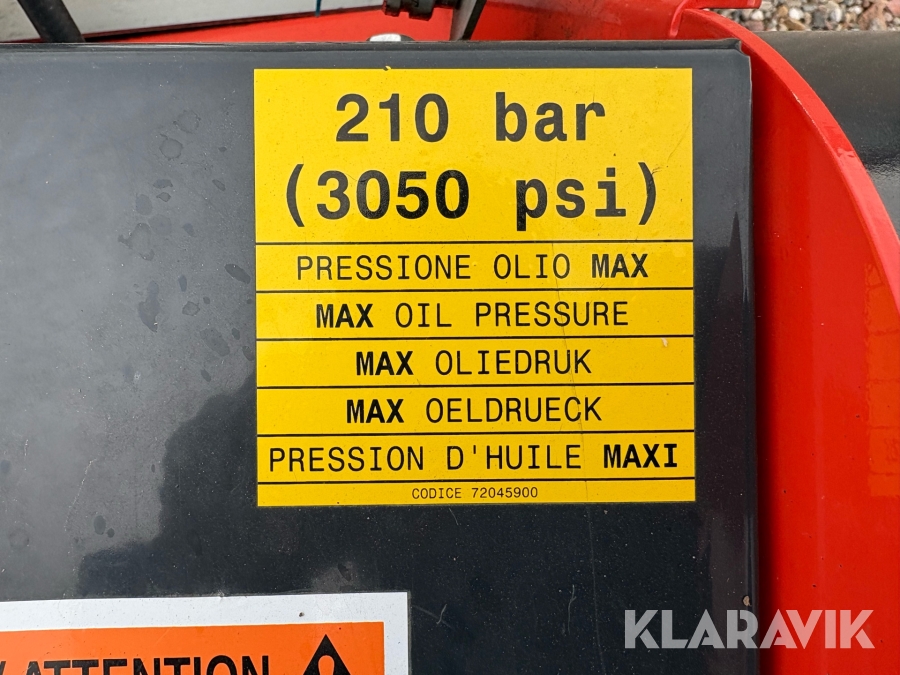 210 bar
(3050 psi)
PRESSIONE OLIO MAX
MAX OIL PRESSURE
MAX OLIEDRUK
MAX OELDRUECK
PRESSION D'HUILE MAXI
CODICE 72045900
ATTENTION
KLARAVIK